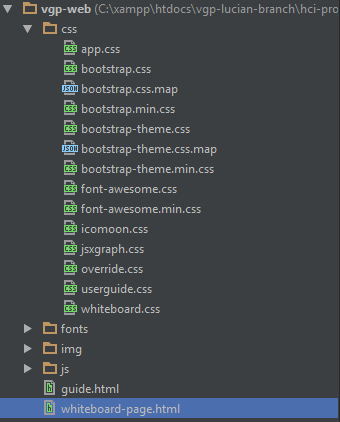 vgp-web (C:\xampp\htdocs\vgp-lucian-branch\hci-pro
css
app.css
bootstrap.css
bootstrap.css.map
bootstrap.min.css
bootstrap-theme.css
bootstrap-theme.css.map
bootstrap-theme.min.css
font-awesome.css
font-awesome.min.css
icomoon.css
jsxgraph.css
override.css
userguide.css
whiteboard.css
fonts
img
js
guide.html
whiteboard-page.html